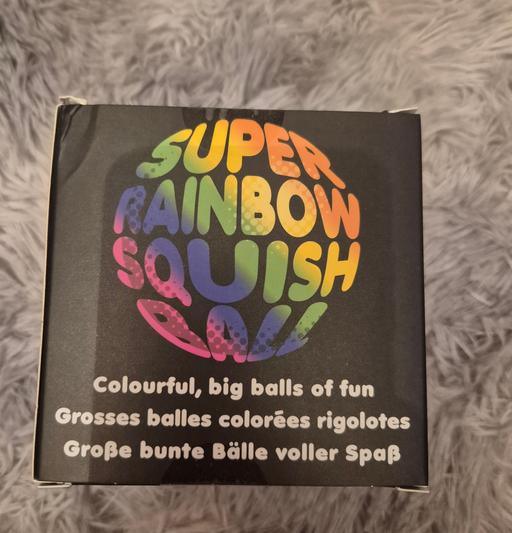 SUPER
RAINBOW
SQUISH
BALL
Colourful, big balls of fun
Grosses balles colorées rigolotes
Große bunte Bälle voller Spaß